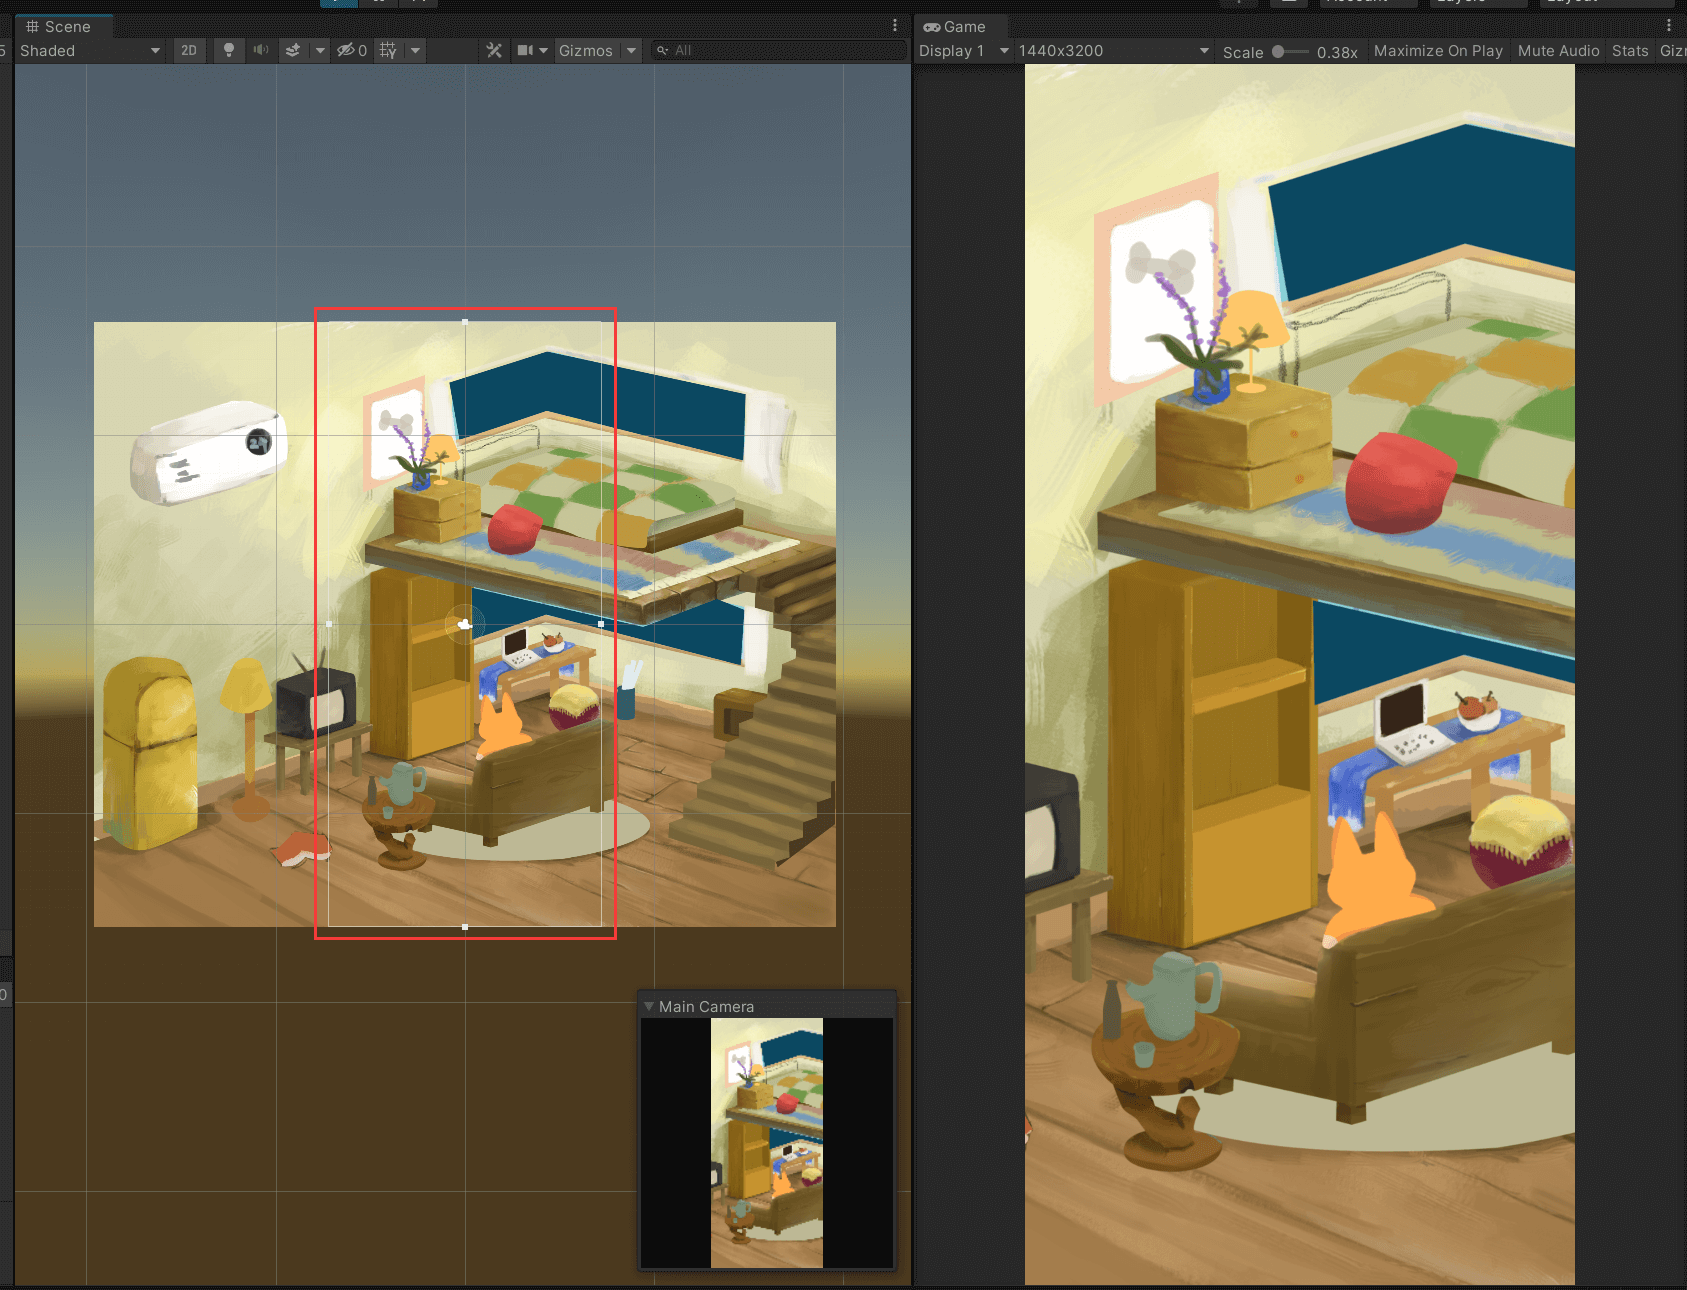 Scene
Shaded
2D
0
Gizmos
All
Game
Display 1
1440x3200
Scale
0.38x
Maximize On Play
Mute Audio
Stats
Main Camera